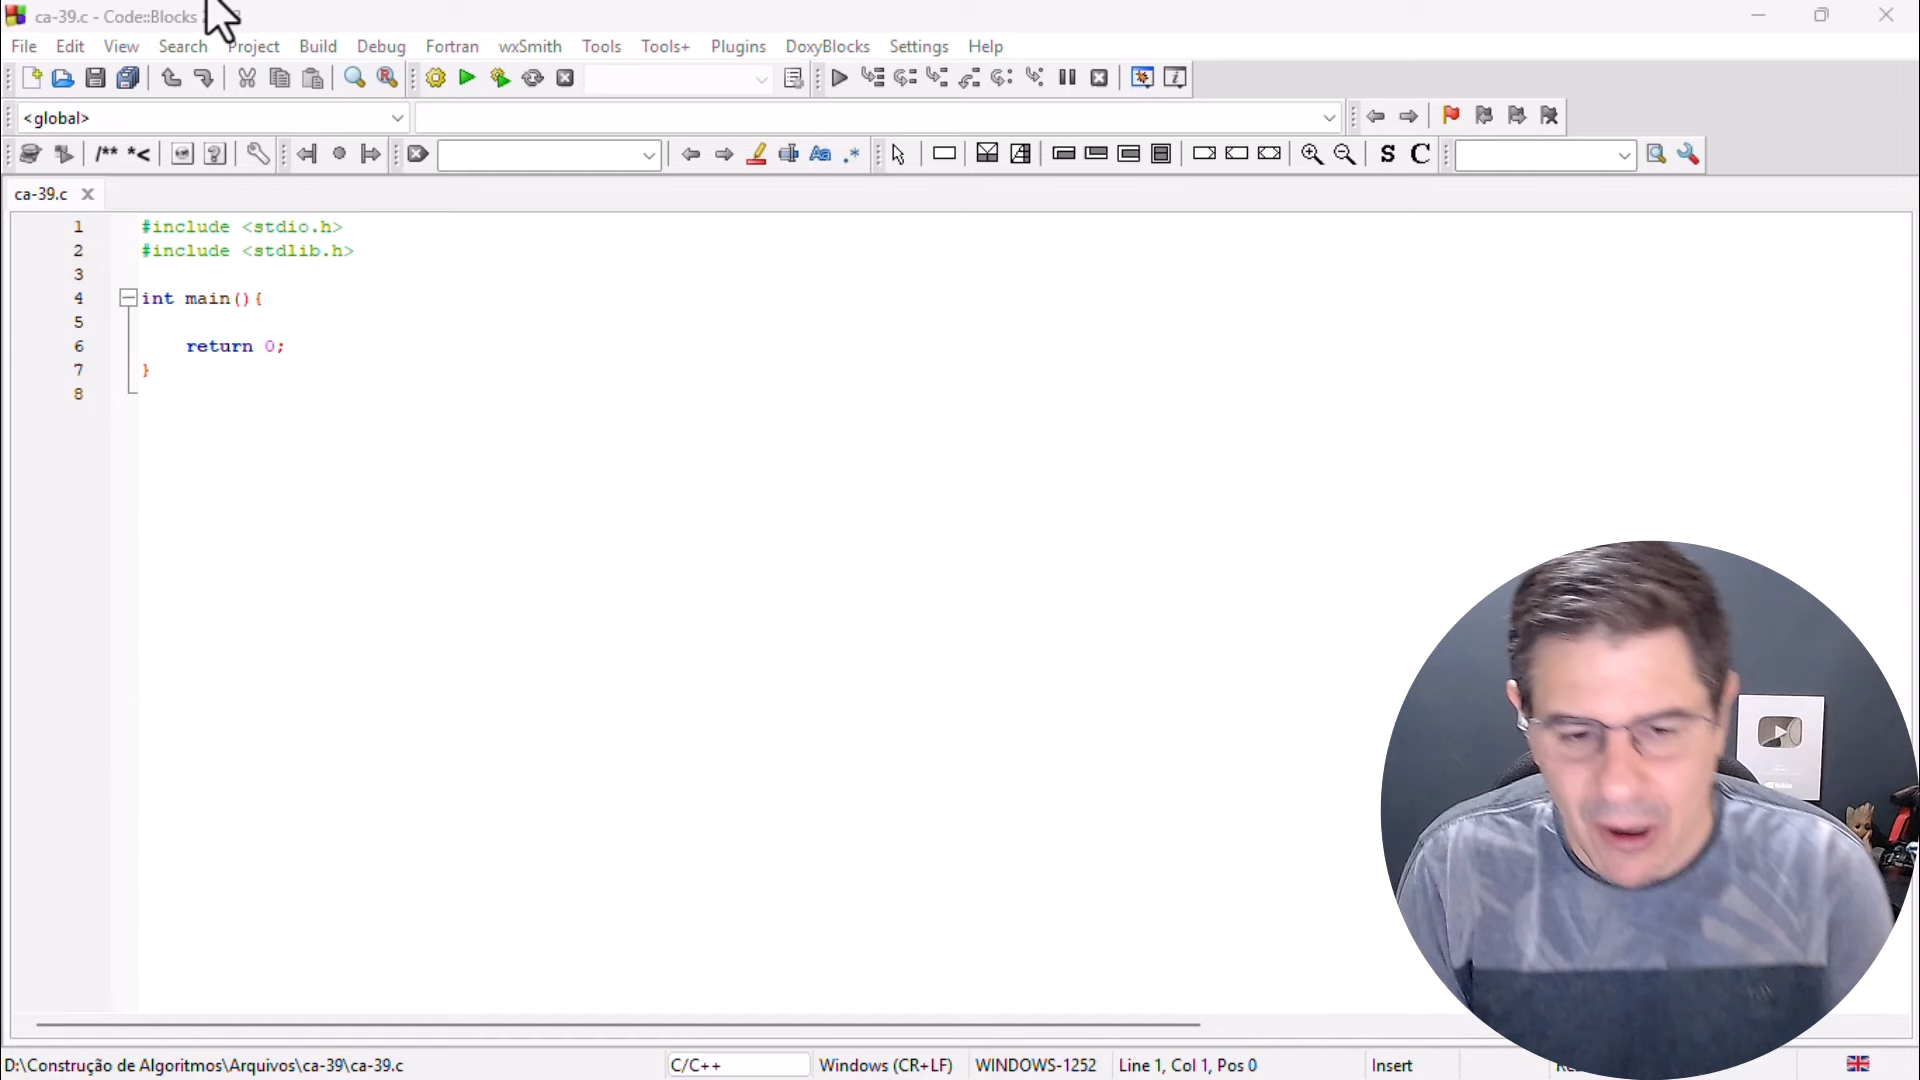 ca-39.c - Code::Blocks
File Edit View Search Project Build Debug Fortran wxSmith Tools Tools+ Plugins DoxyBlocks Settings Help
<global>
/** *< Aa .* S C
ca-39.c
1 #include <stdio.h>
2 #include <stdlib.h>
3
4 int main(){
5
6 return 0;
7 }
8
D:\Construção de Algoritmos\Arquivos\ca-39\ca-39.c C/C++ Windows (CR+LF) WINDOWS-1252 Line 1, Col 1, Pos 0 Insert